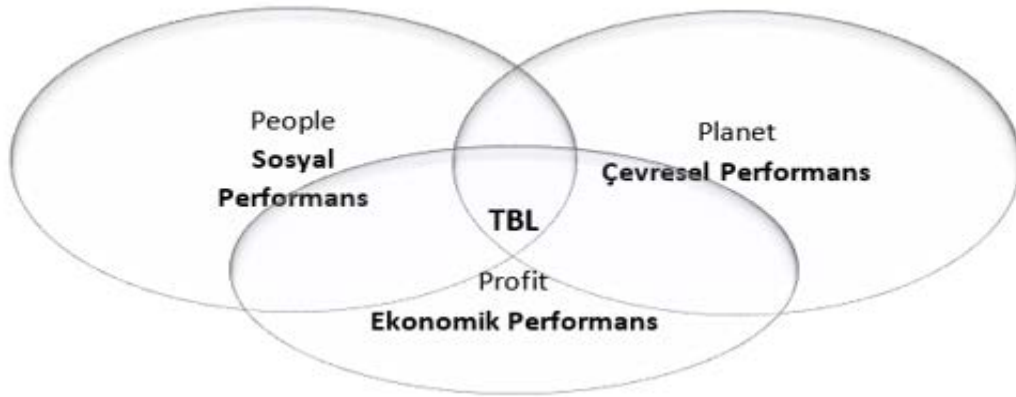 People
Sosyal
Performans
Planet
Çevresel Performans
TBL
Profit
Ekonomik Performans